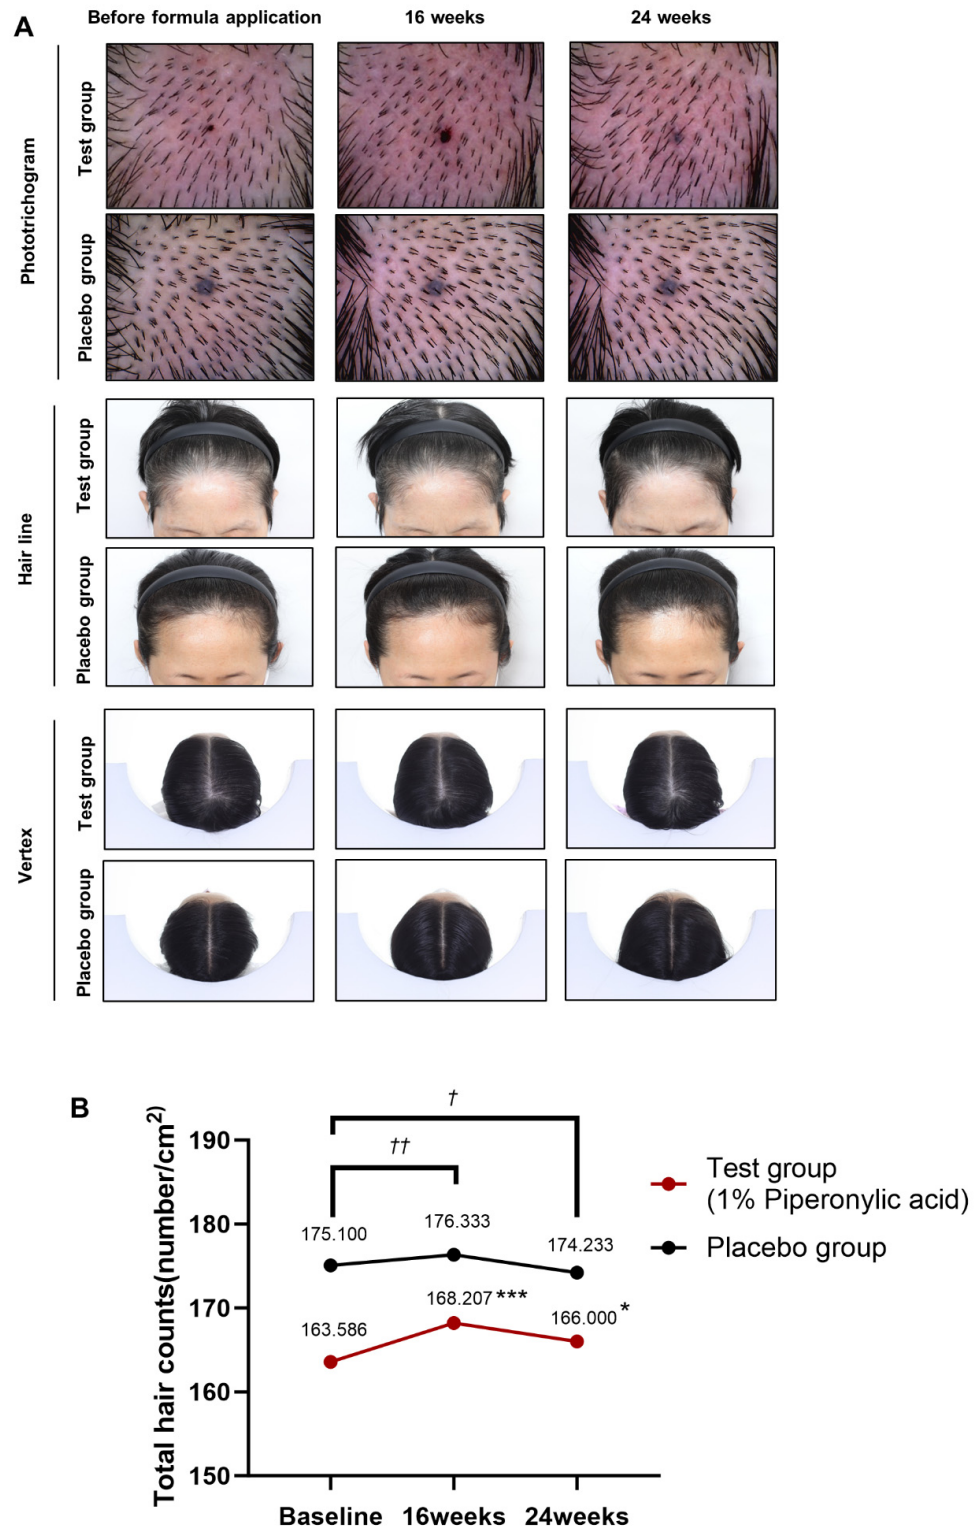 A
Before formula application
16 weeks
24 weeks
Phototrichogram
Test group
Placebo group
Hair line
Test group
Placebo group
Vertex
Test group
Placebo group
B
Total hair counts(number/cm²)
190
180
170
160
150
†
††
175.100
176.333
174.233
163.586
168.207***
166.000*
Baseline
16weeks
24weeks
Test group
(1% Piperonylic acid)
Placebo group